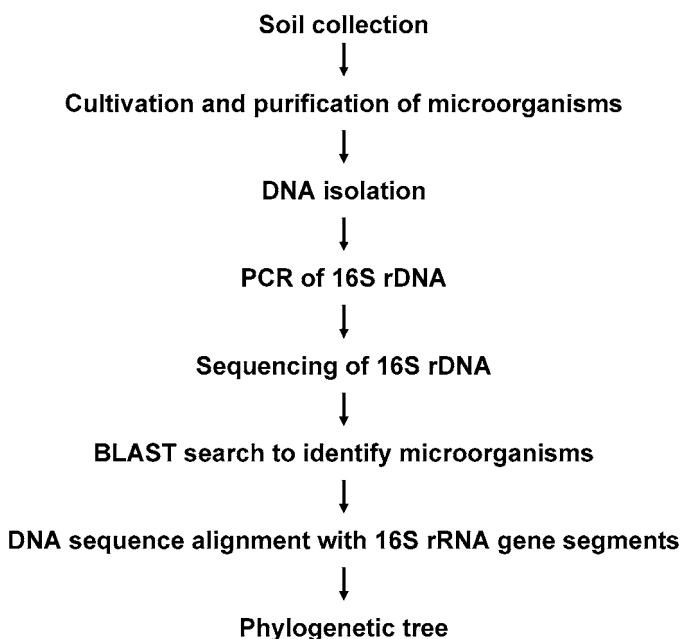 Soil collection
Cultivation and purification of microorganisms
DNA isolation
PCR of 16S rDNA
Sequencing of 16S rDNA
BLAST search to identify microorganisms
DNA sequence alignment with 16S rRNA gene segments
Phylogenetic tree